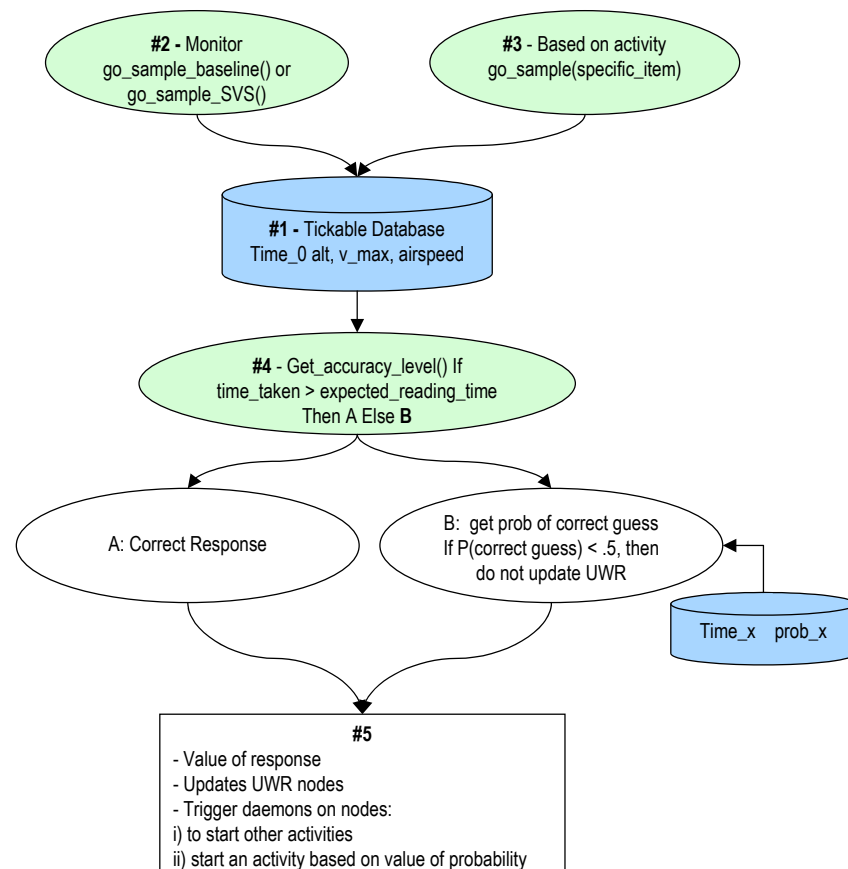 #2 - Monitor
go_sample_baseline() or
go_sample_SVS()
#3 - Based on activity
go_sample(specific_item)
#1 - Tickable Database
Time_0 alt, v_max, airspeed
#4 - Get_accuracy_level() If
time_taken > expected_reading_time
Then A Else B
A: Correct Response
B:  get prob of correct guess
If P(correct guess) < .5, then
do not update UWR
Time_x    prob_x
#5
- Value of response
- Updates UWR nodes
- Trigger daemons on nodes:
i) to start other activities
ii) start an activity based on value of probability